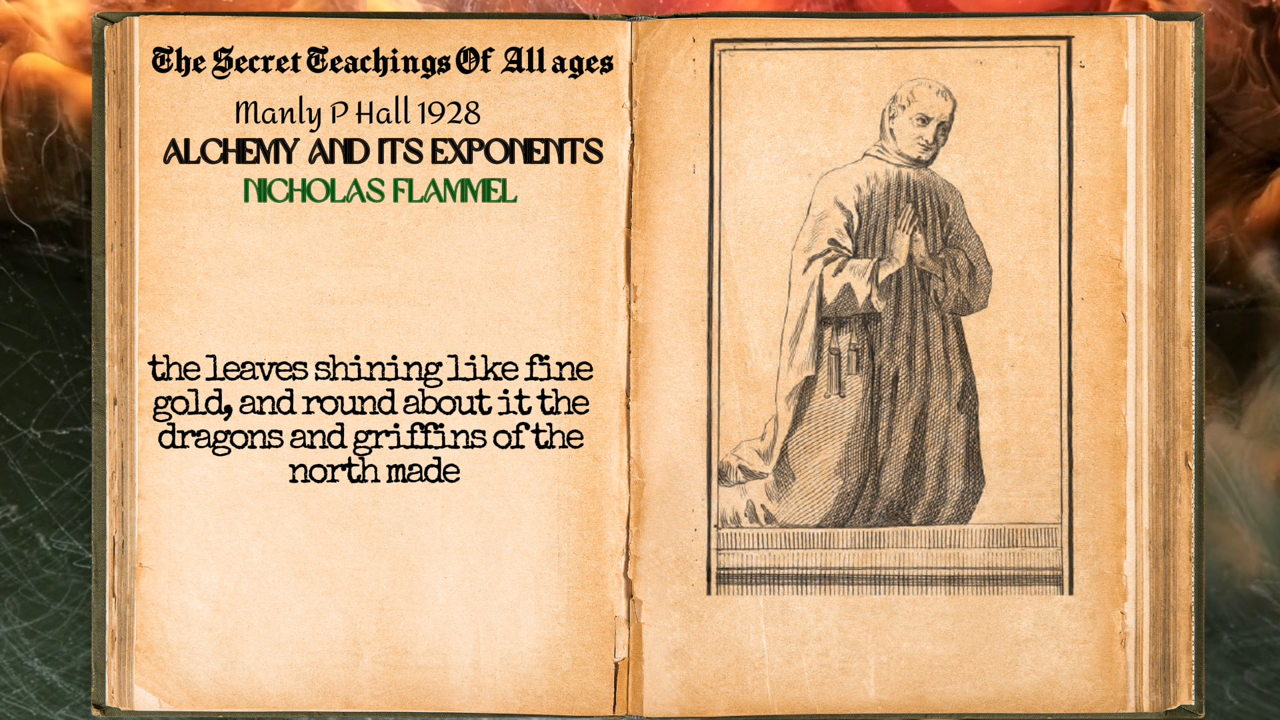 The Secret Teachings Of All ages
Manly P Hall 1928
ALCHEMY AND ITS EXPONENTS
NICHOLAS FLAMMEL
the leaves shining like fine
gold, and round about it the
dragons and griffins of the
north made